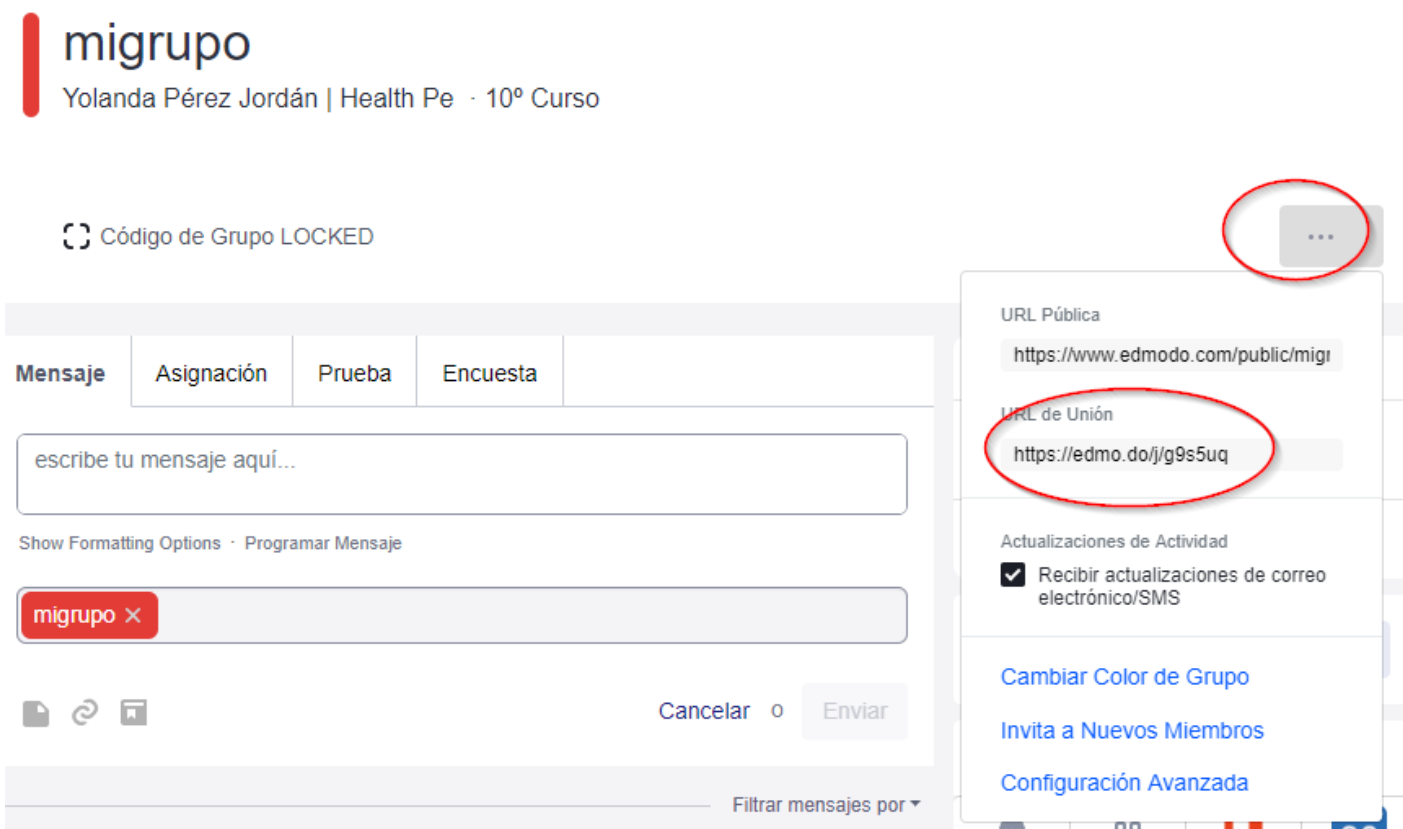 migrupo
Yolanda Pérez Jordán | Health Pe · 10º Curso
Código de Grupo LOCKED
...
URL Pública
https://www.edmodo.com/public/migr
URL de Unión
https://edmo.do/j/g9s5uq
Actualizaciones de Actividad
Recibir actualizaciones de correo
electrónico/SMS
Cambiar Color de Grupo
Invita a Nuevos Miembros
Configuración Avanzada
Mensaje Asignación Prueba Encuesta
escribe tu mensaje aquí...
Show Formatting Options · Programar Mensaje
migrupo ×
Cancelar o Enviar
Filtrar mensajes por